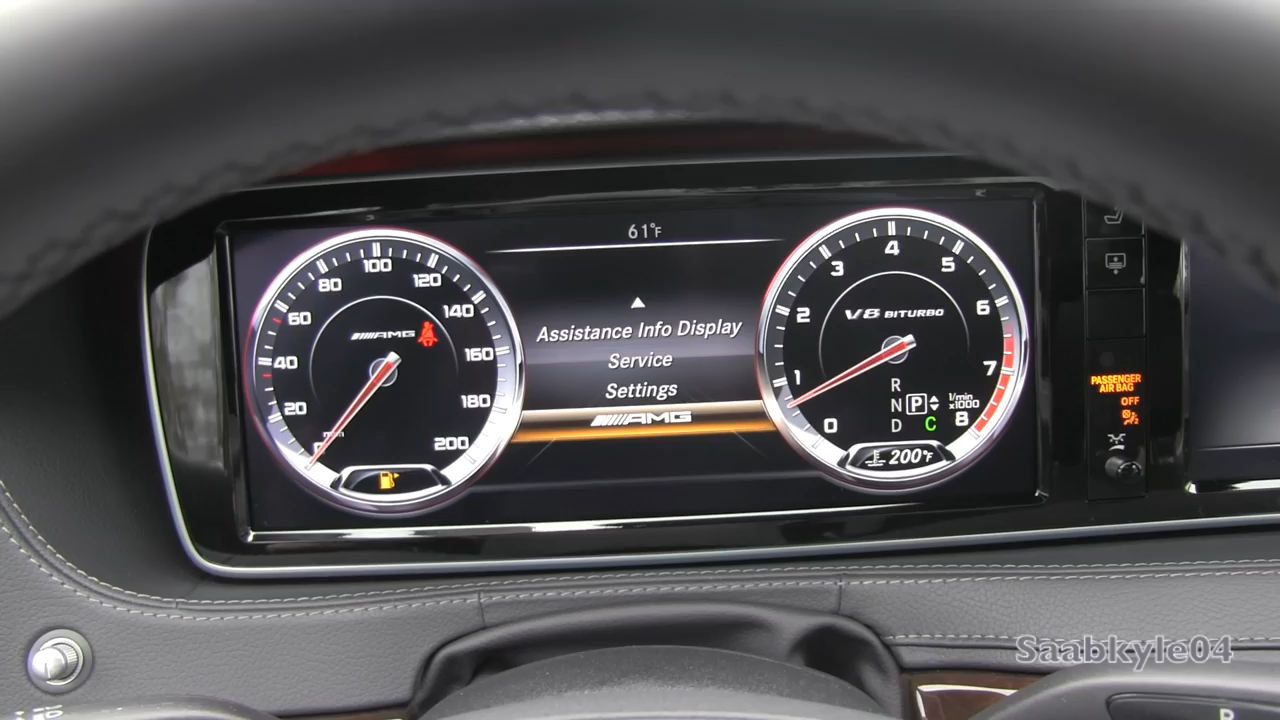 61°F
100
80
120
60
140
40
160
20
180
200
AMG
Assistance Info Display
Service
Settings
AMG
4
3
5
2
6
1
7
0
8
V8 BITURBO
R
N P
D C
1/min
x1000
200°F
PASSENGER
AIR BAG
OFF
Saabkyle04